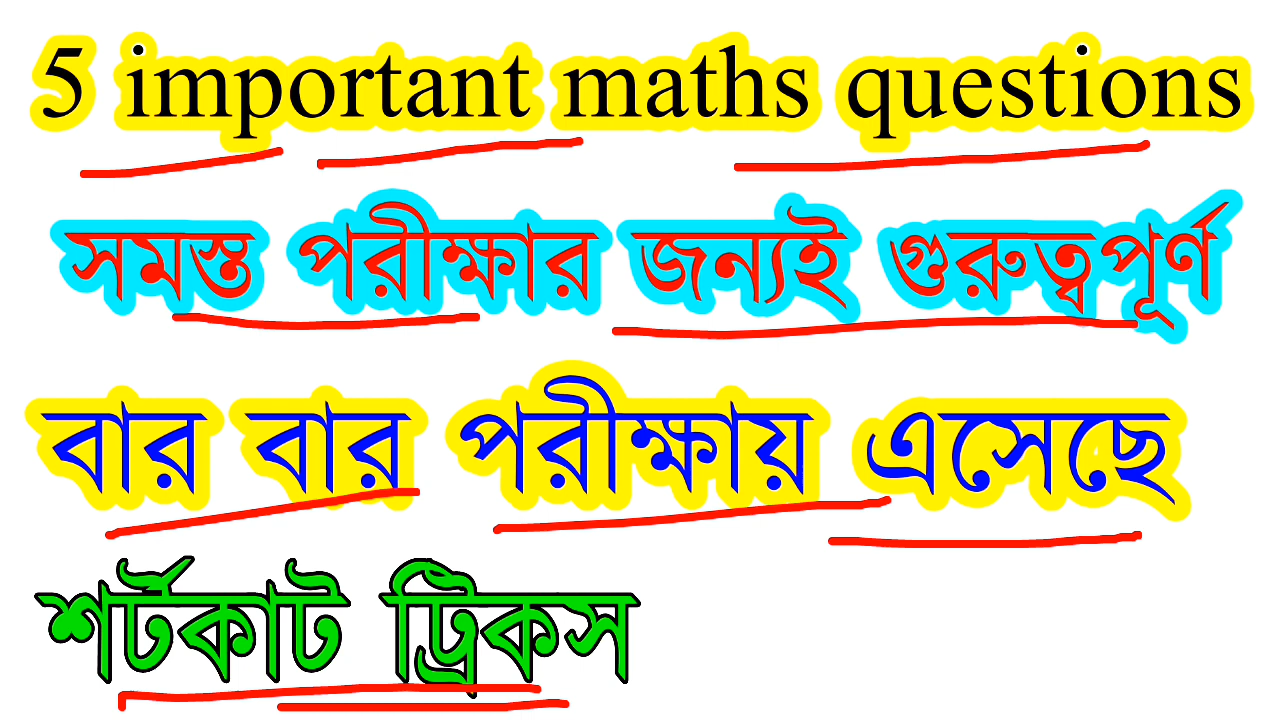 5 important maths questions
সমস্ত পরীক্ষার জন্যই গুরুত্বপূর্ণ
বার বার পরীক্ষায় এসেছে
শর্টকাট ট্রিকস